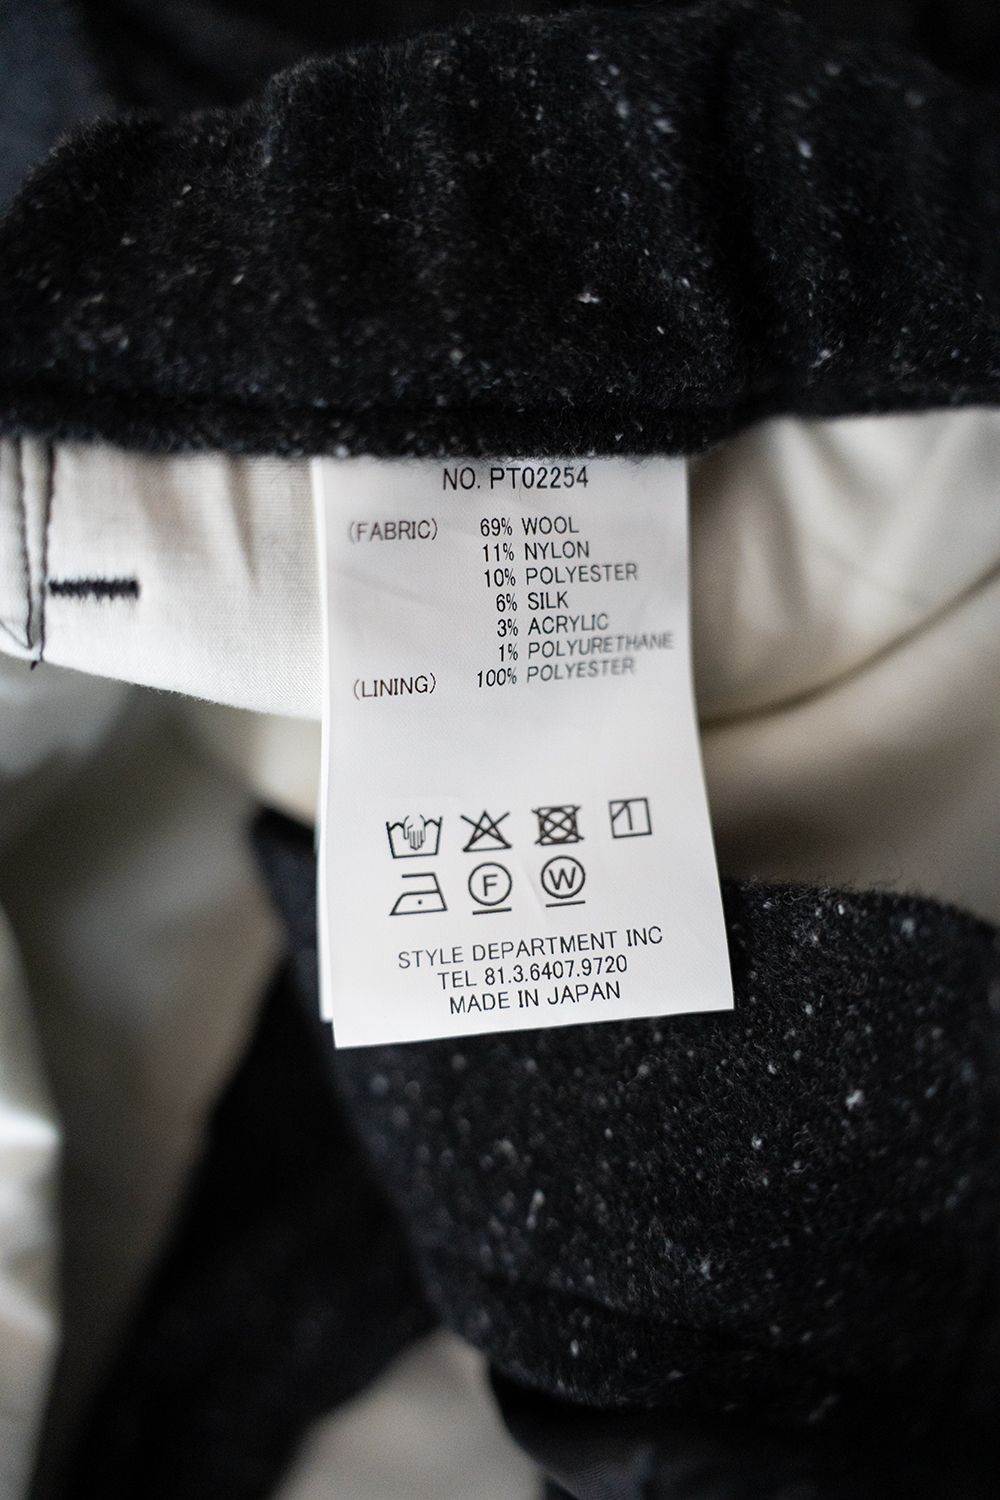 NO. PT02254
(FABRIC) 69% WOOL
11% NYLON
10% POLYESTER
6% SILK
3% ACRYLIC
1% POLYURETHANE
(LINING) 100% POLYESTER
F W
STYLE DEPARTMENT INC
TEL 81.3.6407.9720
MADE IN JAPAN